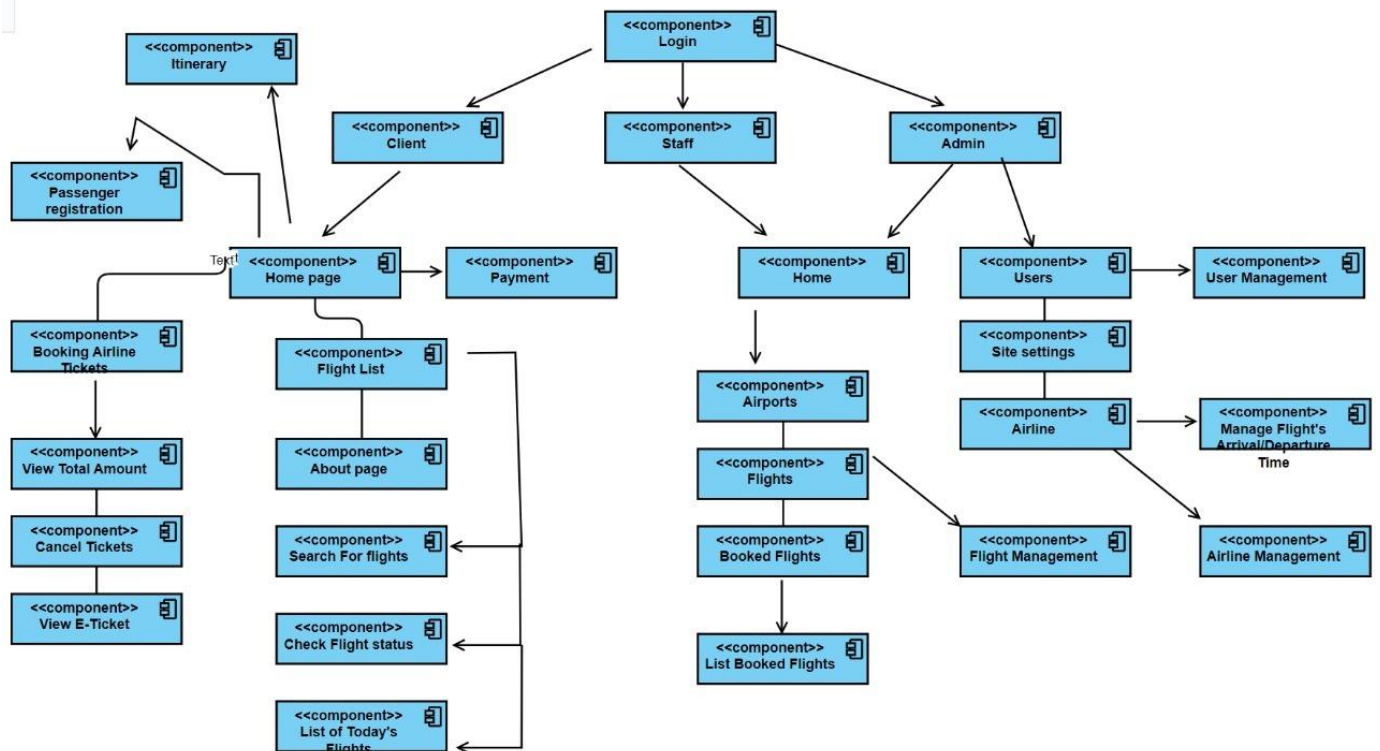 <<component>>
Login
<<component>>
Itinerary
<<component>>
Client
<<component>>
Staff
<<component>>
Admin
<<component>>
Passenger
registration
Text
<<component>>
Home page
<<component>>
Payment
<<component>>
Home
<<component>>
Users
<<component>>
User Management
<<component>>
Booking Airline
Tickets
<<component>>
Flight List
<<component>>
Site settings
<<component>>
Airports
<<component>>
Airline
<<component>>
Manage Flight's
Arrival/Departure
Time
<<component>>
View Total Amount
<<component>>
About page
<<component>>
Flights
<<component>>
Cancel Tickets
<<component>>
Search For flights
<<component>>
Booked Flights
<<component>>
Flight Management
<<component>>
Airline Management
<<component>>
View E-Ticket
<<component>>
Check Flight status
<<component>>
List Booked Flights
<<component>>
List of Today's
Flights